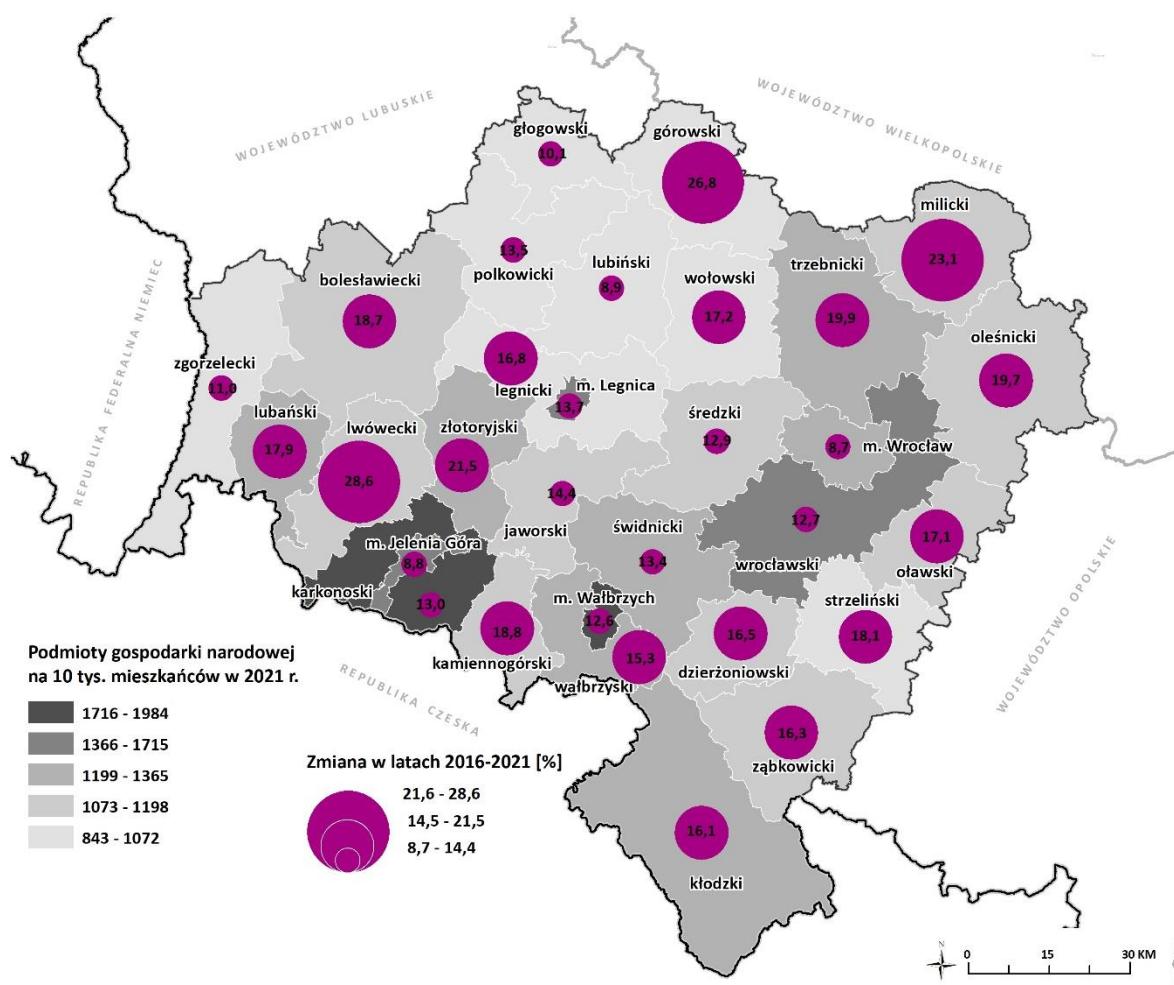 WOJEWÓDZTWO LUBUSKIE
WOJEWÓDZTWO WIELKOPOLSKIE
głogowski
10,1
górowski
26,8
milicki
23,1
polkowicki
13,5
lubiński
8,9
wołowski
17,2
trzebnicki
19,9
bolesławiecki
18,7
oleśnicki
19,7
REPUBLIKA FEDERALNA NIEMIEC
zgorzelecki
11,0
legnicki
16,8
m. Legnica
13,7
lubański
17,9
lwówecki
28,6
złotoryjski
21,5
średzki
12,9
m. Wrocław
8,7
jaworski
14,4
świdnicki
13,4
wrocławski
12,7
oławski
17,1
m. Jelenia Góra
8,8
karkonoski
13,0
m. Wałbrzych
12,6
strzeliński
18,1
kamiennogórski
18,8
wałbrzyski
15,3
dzierżoniowski
16,5
ząbkowicki
16,3
kłodzki
16,1
WOJEWÓDZTWO OPOLSKIE
REPUBLIKA CZESKA
Podmioty gospodarki narodowej
na 10 tys. mieszkańców w 2021 r.
1716 - 1984
1366 - 1715
1199 - 1365
1073 - 1198
843 - 1072
Zmiana w latach 2016-2021 [%]
21,6 - 28,6
14,5 - 21,5
8,7 - 14,4
N
0 15 30 KM